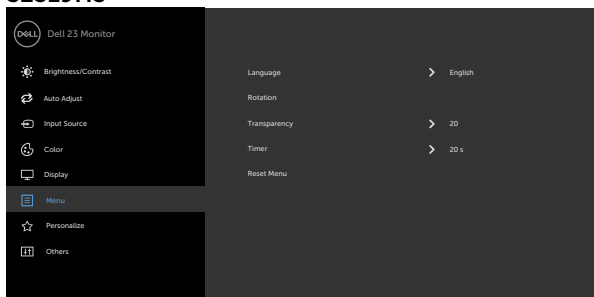 DELL
Dell 23 Monitor
Brightness/Contrast
Auto Adjust
Input Source
Color
Display
Menu
Personalize
Others
Language > English
Rotation
Transparency > 20
Timer > 20 s
Reset Menu